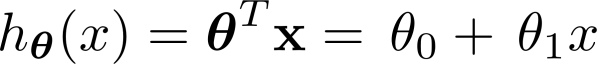 h_θ(x) = θ^T x = θ_0 + θ_1 x